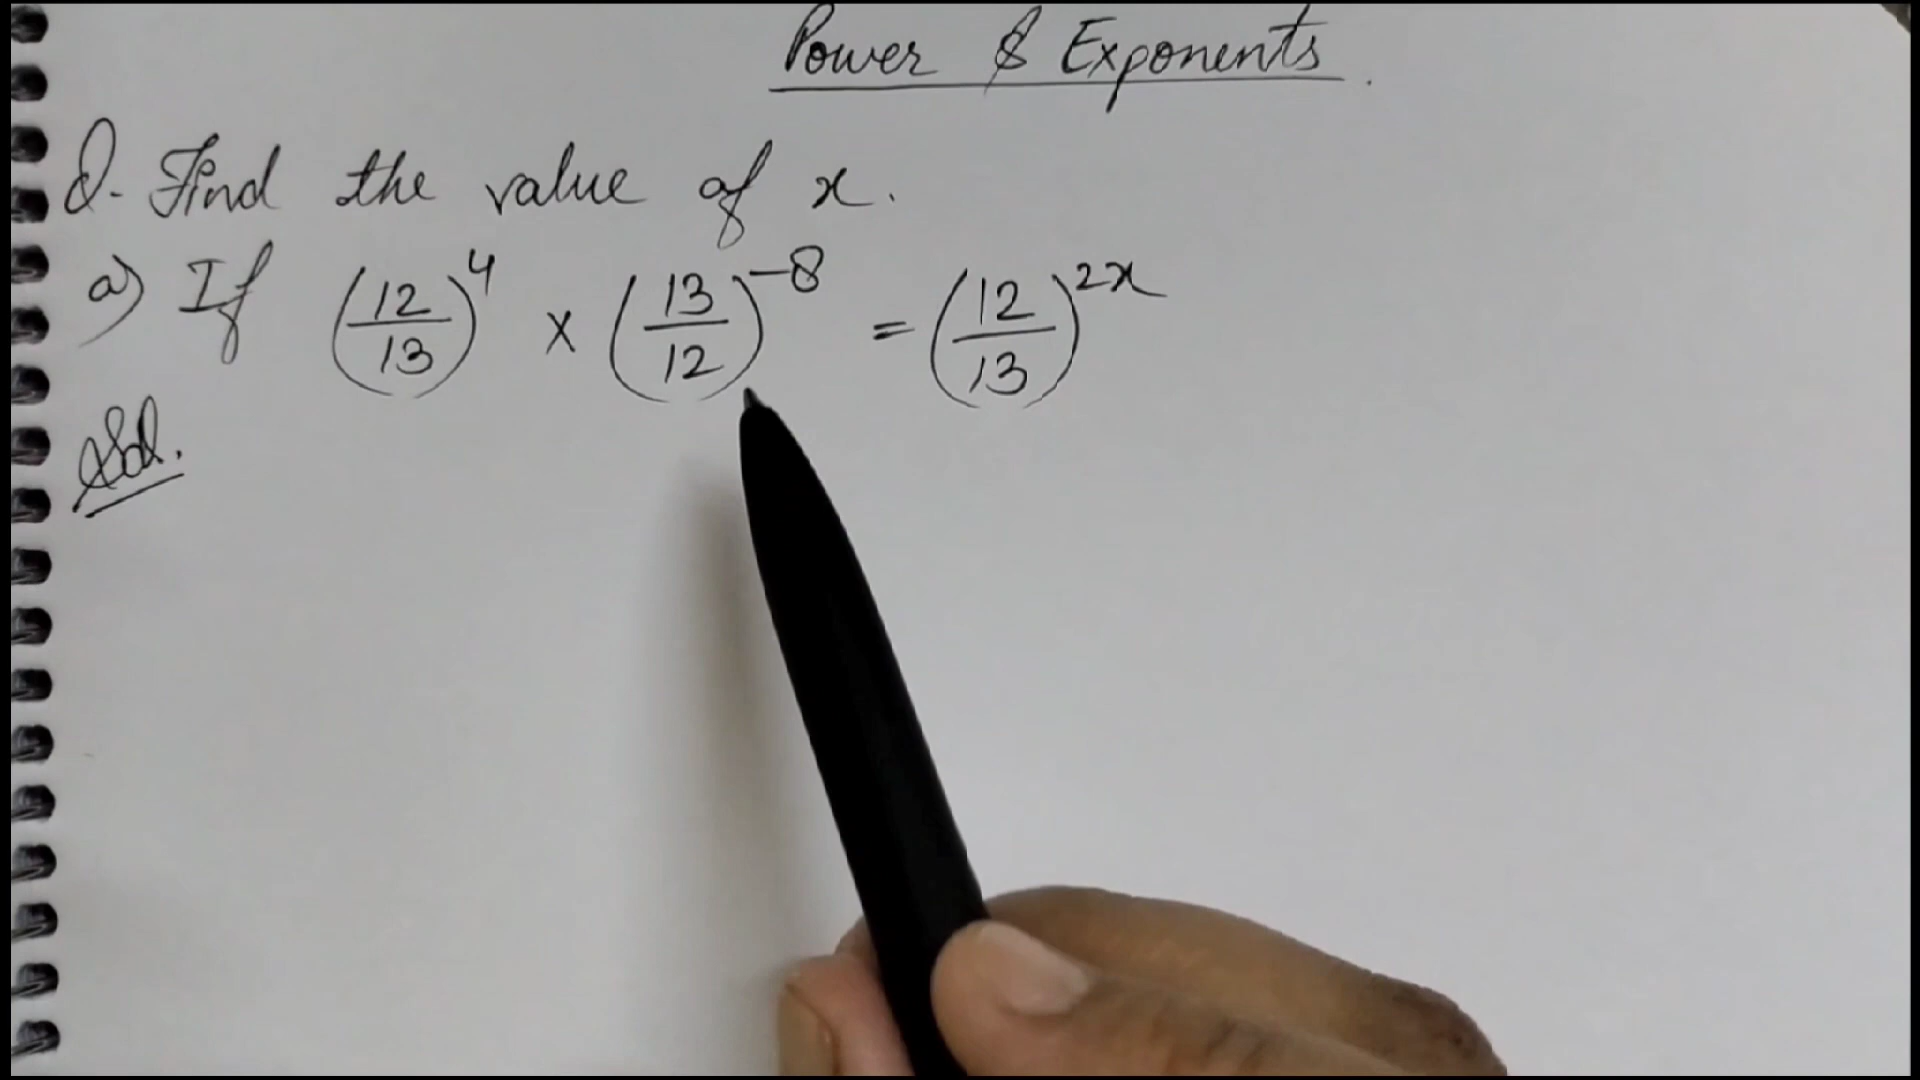 Power & Exponents.
Q. Find the value of x.
a) If (12/13)^4 × (13/12)^-8 = (12/13)^2x
Sol.